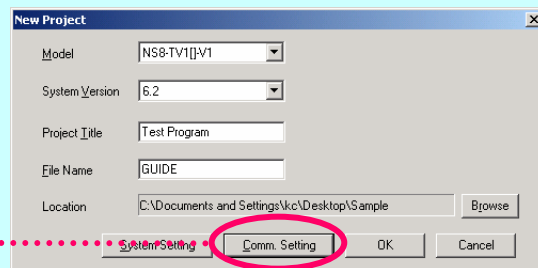 New Project
Model NS8-TV1[]-V1
System Version 6.2
Project Title Test Program
File Name GUIDE
Location C:\Documents and Settings\kc\Desktop\Sample Browse
System Setting Comm. Setting OK Cancel